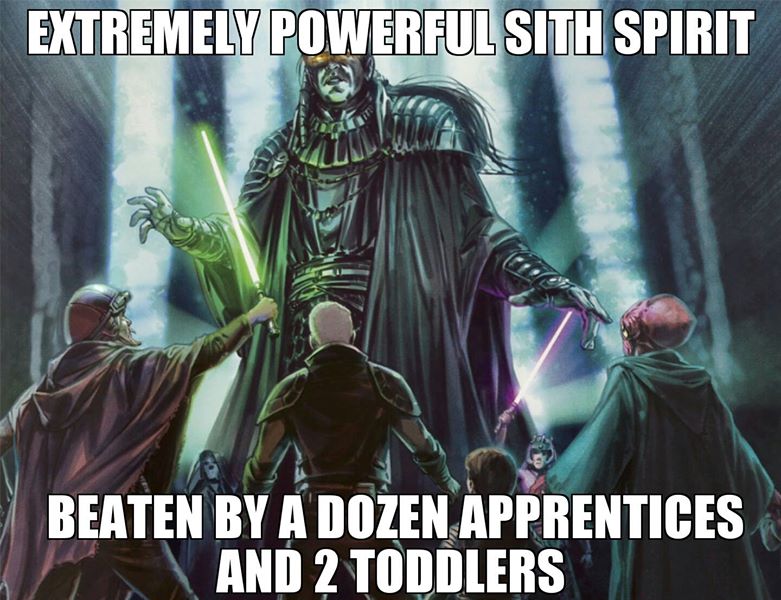 EXTREMELY POWERFUL SITH SPIRIT
BEATEN BY A DOZEN APPRENTICES
AND 2 TODDLERS